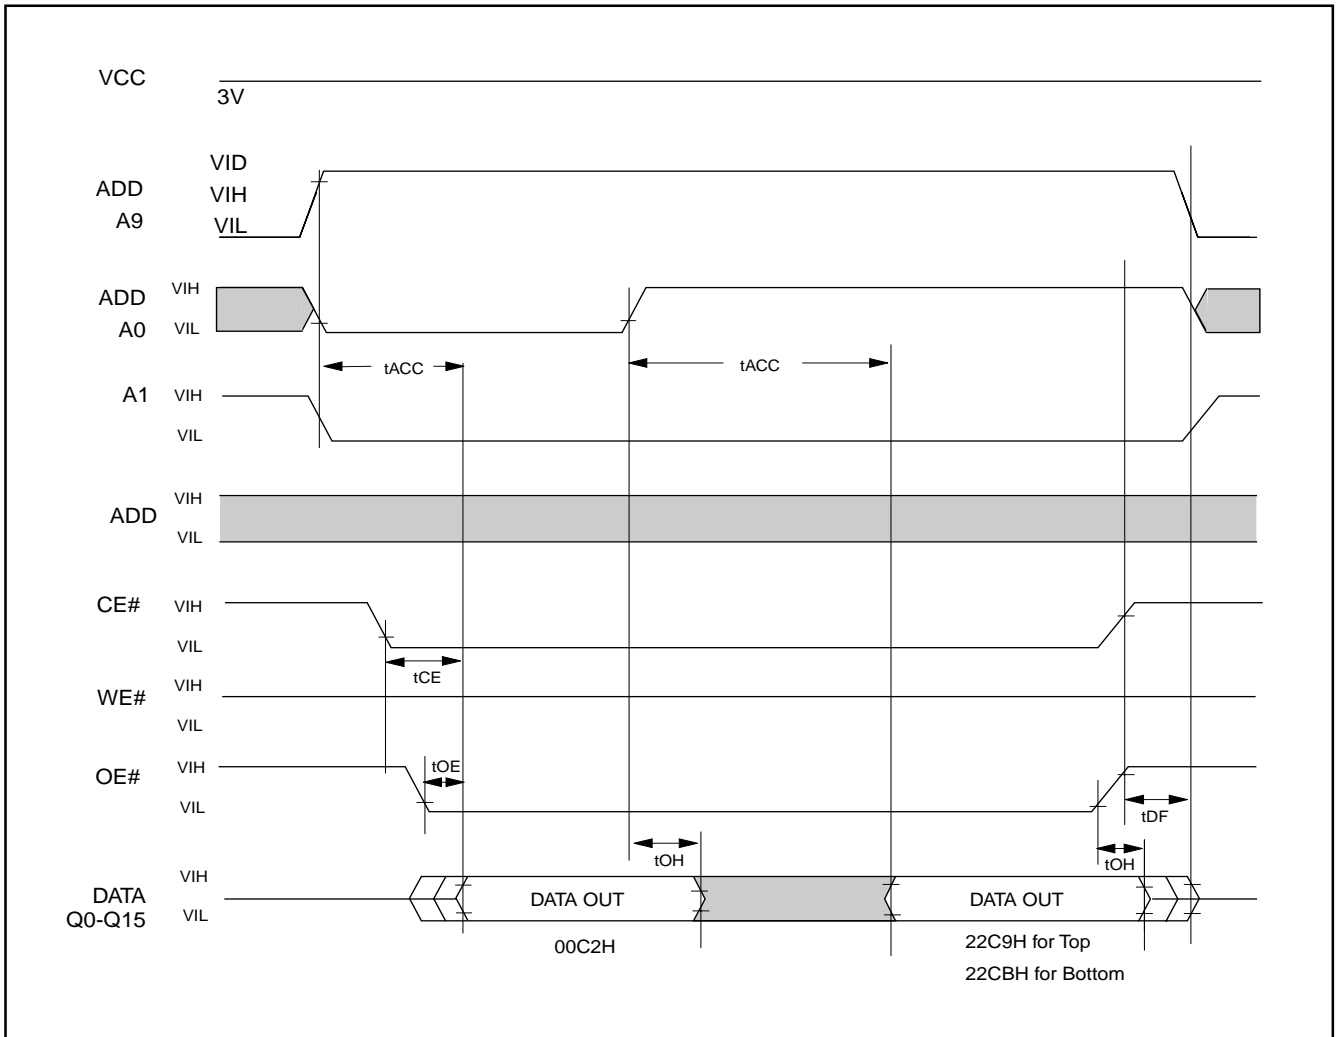 VCC
3V
VID
ADD
VIH
A9
VIL
ADD
VIH
A0
VIL
tACC
tACC
A1
VIH
VIL
ADD
VIH
VIL
CE#
VIH
VIL
tCE
WE#
VIH
VIL
OE#
VIH
tOE
VIL
tDF
tOH
tOH
DATA
VIH
Q0-Q15
VIL
DATA OUT
DATA OUT
00C2H
22C9H for Top
22CBH for Bottom